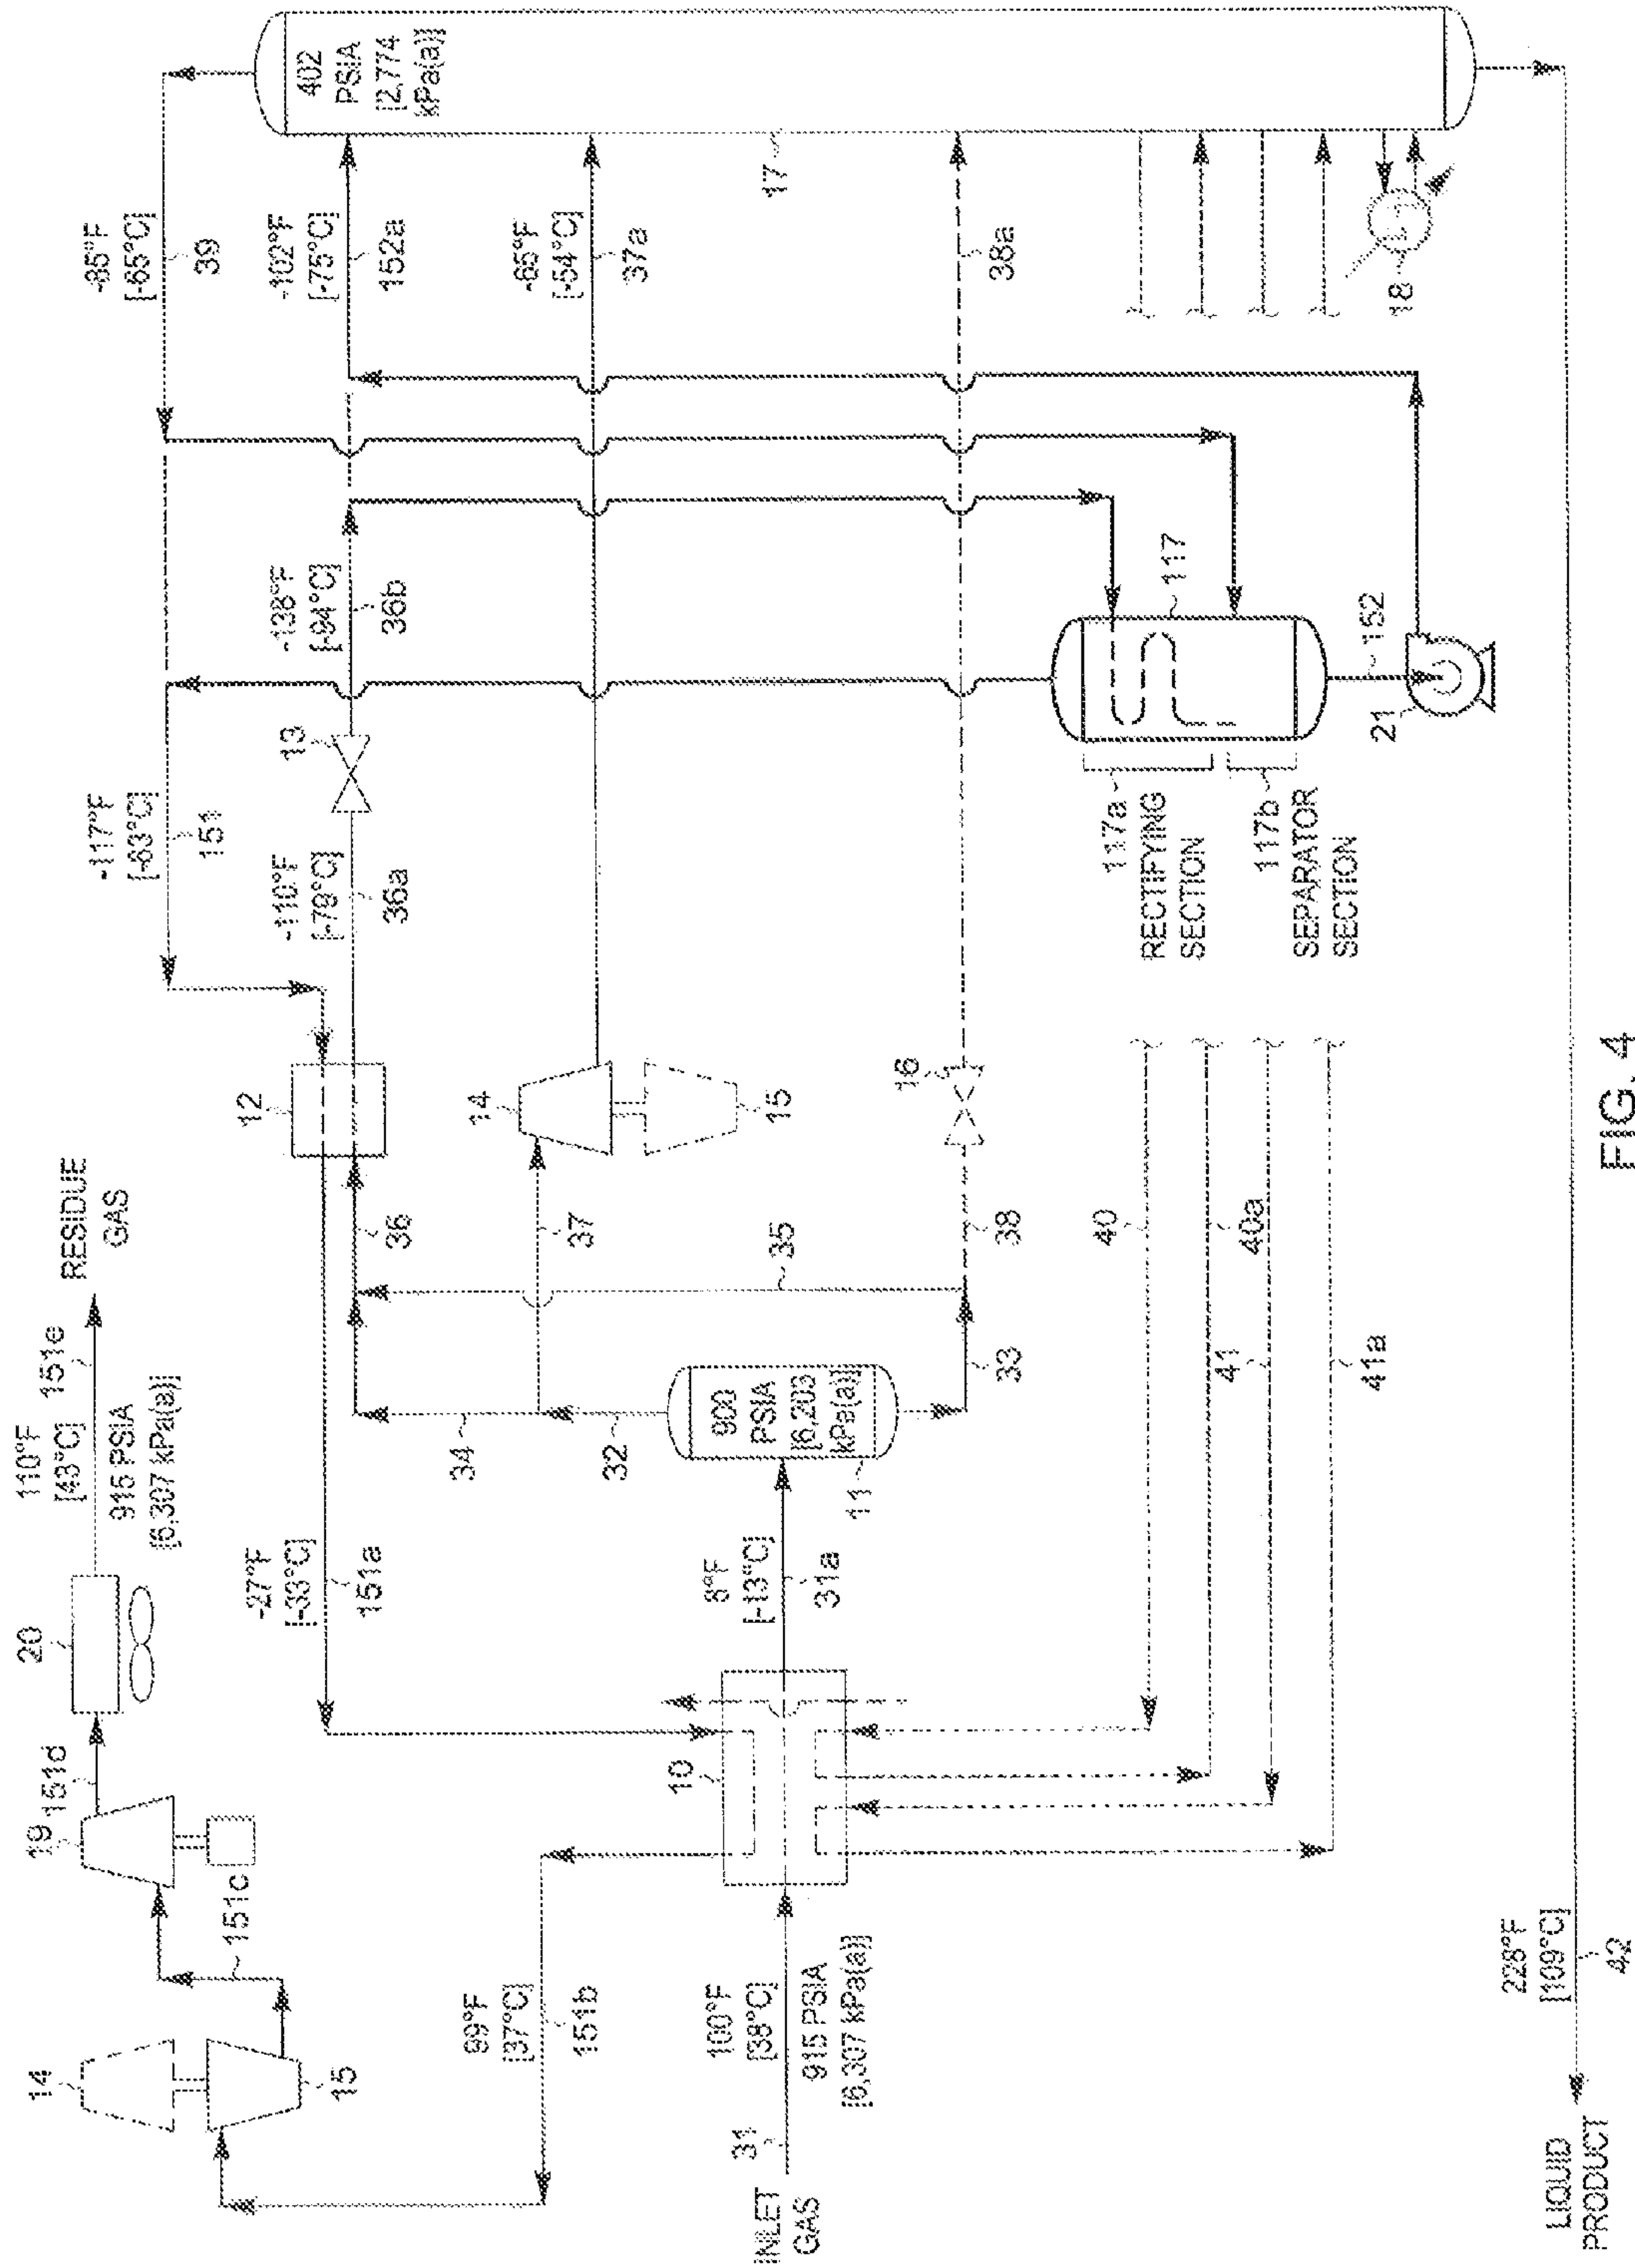 14
15
151c
19
151d
20
110°F
[43°C]
151e
915 PSIA
[6,307 kPa(a)]
RESIDUE
GAS
-117°F
[-83°C]
151
-85°F
[-65°C]
39
-27°F
[-33°C]
151a
12
36
-110°F
[-79°C]
36a
13
-138°F
[-94°C]
36b
-102°F
[-75°C]
152a
402
PSIA
[2,774
kPa(a)]
99°F
[37°C]
151b
34
32
37
14
15
-65°F
[-54°C]
37a
INLET
GAS
31
100°F
[38°C]
915 PSIA
[6,307 kPa(a)]
10
8°F
[-13°C]
31a
11
900
PSIA
[6,203
kPa(a)]
35
33
38
16
38a
17
117a
RECTIFYING
SECTION
117b
SEPARATOR
SECTION
117
40
40a
41
41a
21
152
18
LIQUID
PRODUCT
228°F
[109°C]
42
FIG. 4